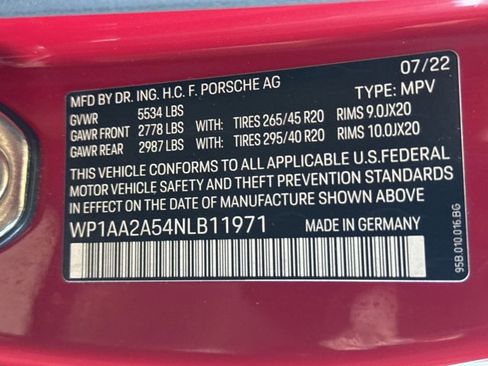 07/22
MFD BY DR. ING. H.C. F. PORSCHE AG
GVWR 5534 LBS TYPE: MPV
GAWR FRONT 2778 LBS WITH: TIRES 265/45 R20 RIMS 9.0JX20
GAWR REAR 2987 LBS WITH: TIRES 295/40 R20 RIMS 10.0JX20
THIS VEHICLE CONFORMS TO ALL APPLICABLE U.S.FEDERAL
MOTOR VEHICLE SAFETY AND THEFT PREVENTION STANDARDS
IN EFFECT ON THE DATE OF MANUFACTURE SHOWN ABOVE.
WP1AA2A54NLB11971 MADE IN GERMANY
95B.010.016.BG